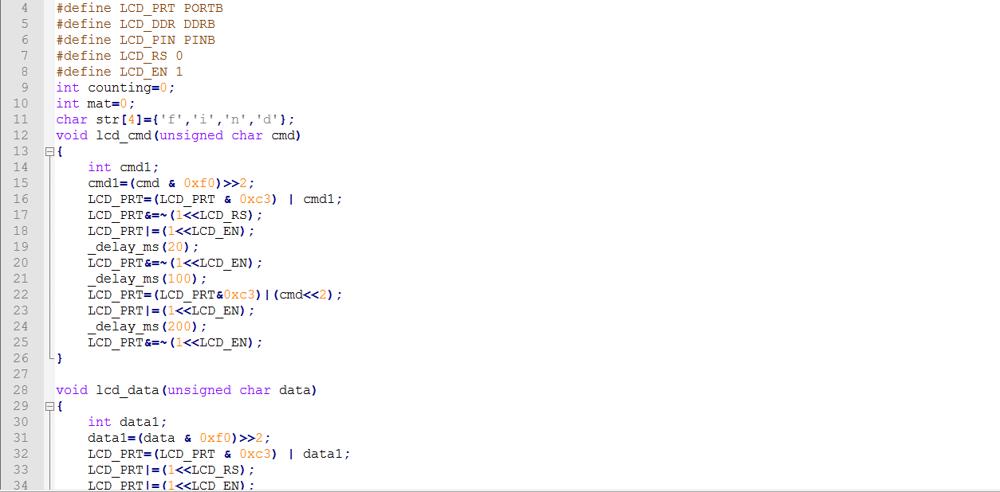 4 #define LCD_PRT PORTB
5 #define LCD_DDR DDRB
6 #define LCD_PIN PINB
7 #define LCD_RS 0
8 #define LCD_EN 1
9 int counting=0;
10 int mat=0;
11 char str[4]={'f','i','n','d'};
12 void lcd_cmd(unsigned char cmd)
13 {
14 int cmd1;
15 cmd1=(cmd & 0xf0)>>2;
16 LCD_PRT=(LCD_PRT & 0xc3) | cmd1;
17 LCD_PRT&=~(1<<LCD_RS);
18 LCD_PRT|=(1<<LCD_EN);
19 _delay_ms(20);
20 LCD_PRT&=~(1<<LCD_EN);
21 _delay_ms(100);
22 LCD_PRT=(LCD_PRT&0xc3)|(cmd<<2);
23 LCD_PRT|=(1<<LCD_EN);
24 _delay_ms(200);
25 LCD_PRT&=~(1<<LCD_EN);
26 }
27
28 void lcd_data(unsigned char data)
29 {
30 int data1;
31 data1=(data & 0xf0)>>2;
32 LCD_PRT=(LCD_PRT & 0xc3) | data1;
33 LCD_PRT|=(1<<LCD_RS);
34 LCD_PRT|=(1<<LCD_EN);